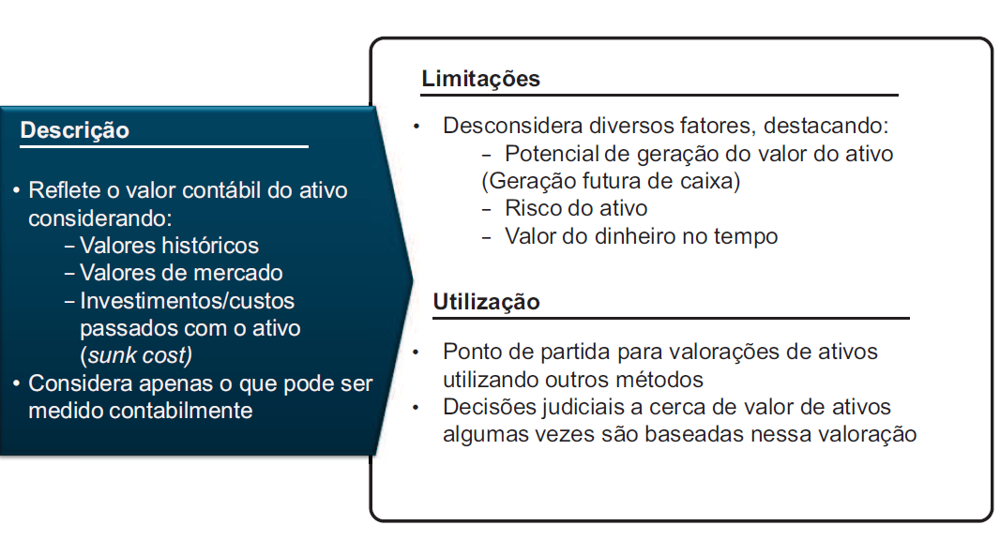 Descrição
• Reflete o valor contábil do ativo
considerando:
– Valores históricos
– Valores de mercado
– Investimentos/custos
passados com o ativo
(sunk cost)
• Considera apenas o que pode ser
medido contabilmente
Limitações
• Desconsidera diversos fatores, destacando:
– Potencial de geração do valor do ativo
(Geração futura de caixa)
– Risco do ativo
– Valor do dinheiro no tempo
Utilização
• Ponto de partida para valorações de ativos
utilizando outros métodos
• Decisões judiciais a cerca de valor de ativos
algumas vezes são baseadas nessa valoração